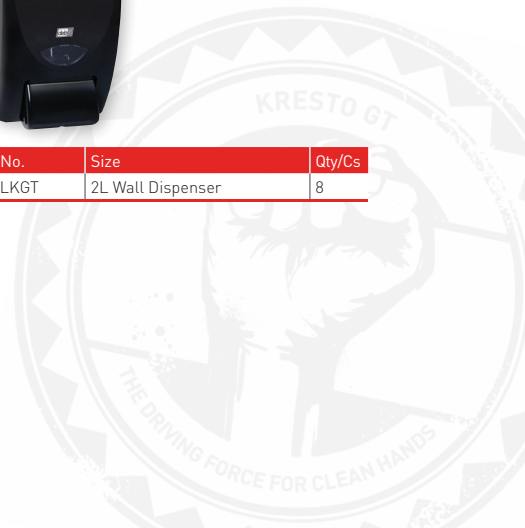 KRESTO GT
No. Size Qty/Cs
LKGT 2L Wall Dispenser 8
THE DRIVING FORCE FOR CLEAN HANDS